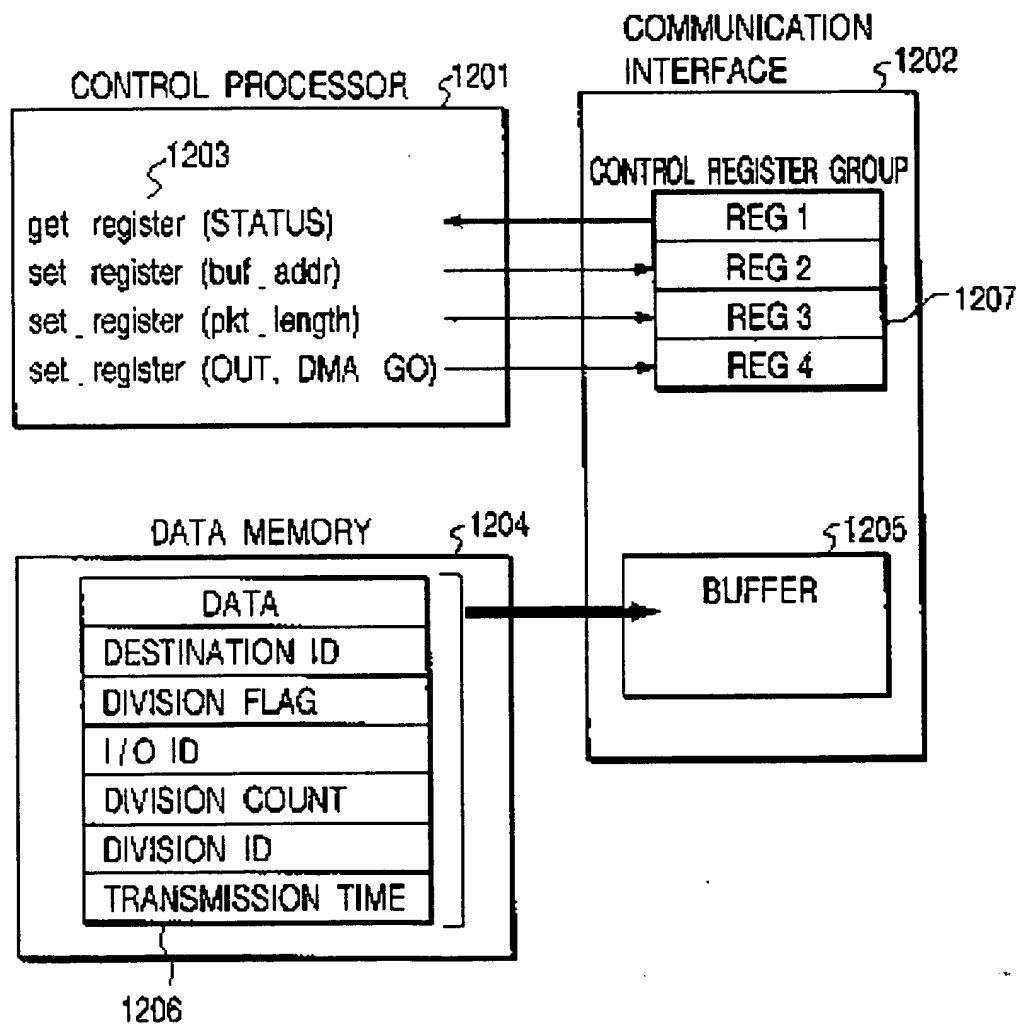 COMMUNICATION
INTERFACE
1202
CONTROL PROCESSOR
1201
1203
get register (STATUS)
set register (buf_addr)
set_register (pkt_length)
set_register (OUT, DMA GO)
CONTROL REGISTER GROUP
REG 1
REG 2
REG 3
REG 4
1207
DATA MEMORY
1204
DATA
DESTINATION ID
DIVISION FLAG
I/O ID
DIVISION COUNT
DIVISION ID
TRANSMISSION TIME
1206
1205
BUFFER